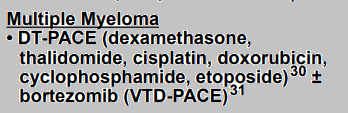 Multiple Myeloma
• DT-PACE (dexamethasone,
thalidomide, cisplatin, doxorubicin,
cyclophosphamide, etoposide)30 ±
bortezomib (VTD-PACE)31